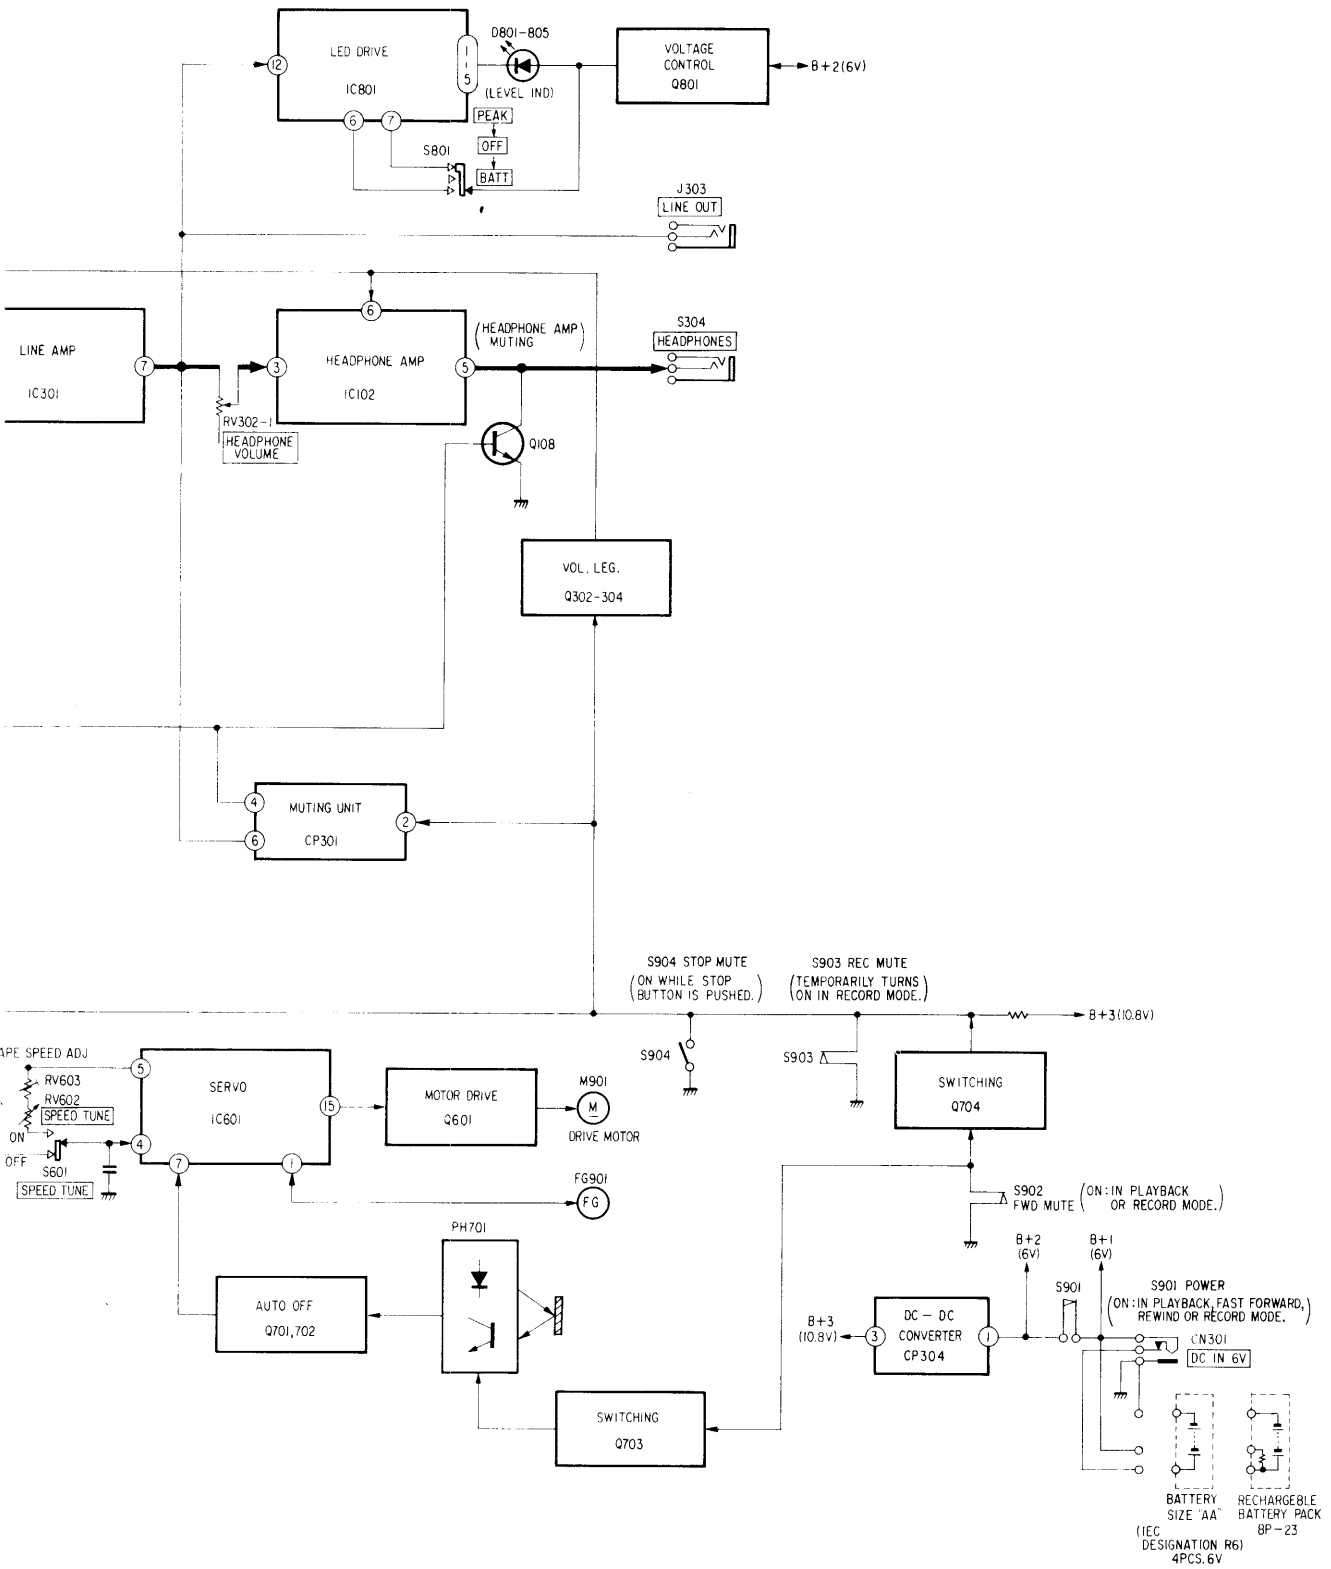 LED DRIVE
IC801
12
1
5
6
7
D801-805
(LEVEL IND)
VOLTAGE
CONTROL
Q801
B+2(6V)
PEAK
OFF
BATT
S801
J303
LINE OUT
LINE AMP
IC301
7
RV302-1
HEADPHONE
VOLUME
3
6
HEADPHONE AMP
IC102
5
(HEADPHONE AMP)
MUTING
S304
HEADPHONES
Q108
VOL. LEG.
Q302-304
4
6
MUTING UNIT
CP301
2
S904 STOP MUTE
(ON WHILE STOP
BUTTON IS PUSHED.)
S903 REC MUTE
(TEMPORARILY TURNS
ON IN RECORD MODE.)
B+3(10.8V)
S904
S903
SWITCHING
Q704
APE SPEED ADJ
RV603
RV602
SPEED TUNE
ON
OFF
S601
SPEED TUNE
5
4
SERVO
IC601
15
7
1
MOTOR DRIVE
Q601
M901
M
DRIVE MOTOR
FG901
FG
S902
FWD MUTE
(ON: IN PLAYBACK
OR RECORD MODE.)
PH701
AUTO OFF
Q701,702
SWITCHING
Q703
B+2
(6V)
B+1
(6V)
S901
S901 POWER
(ON: IN PLAYBACK, FAST FORWARD,
REWIND OR RECORD MODE.)
B+3
(10.8V)
3
DC-DC
CONVERTER
CP304
1
CN301
DC IN 6V
BATTERY
SIZE "AA"
(IEC
DESIGNATION R6)
4PCS. 6V
RECHARGEBLE
BATTERY PACK
BP-23